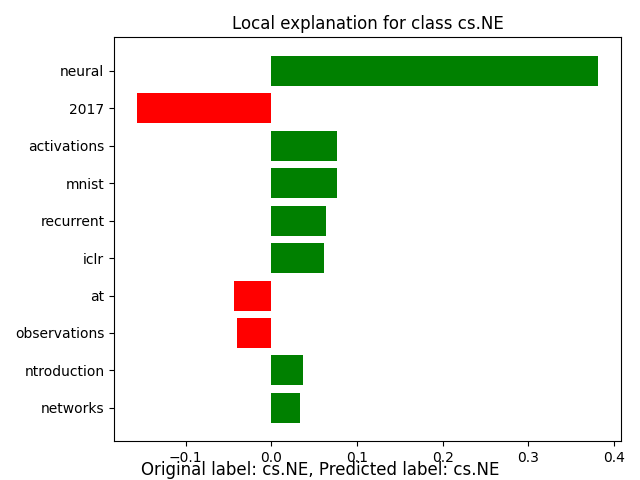 Local explanation for class cs.NE
neural
2017
activations
mnist
recurrent
iclr
at
observations
ntroduction
networks
−0.1 0.0 0.1 0.2 0.3 0.4
Original label: cs.NE, Predicted label: cs.NE